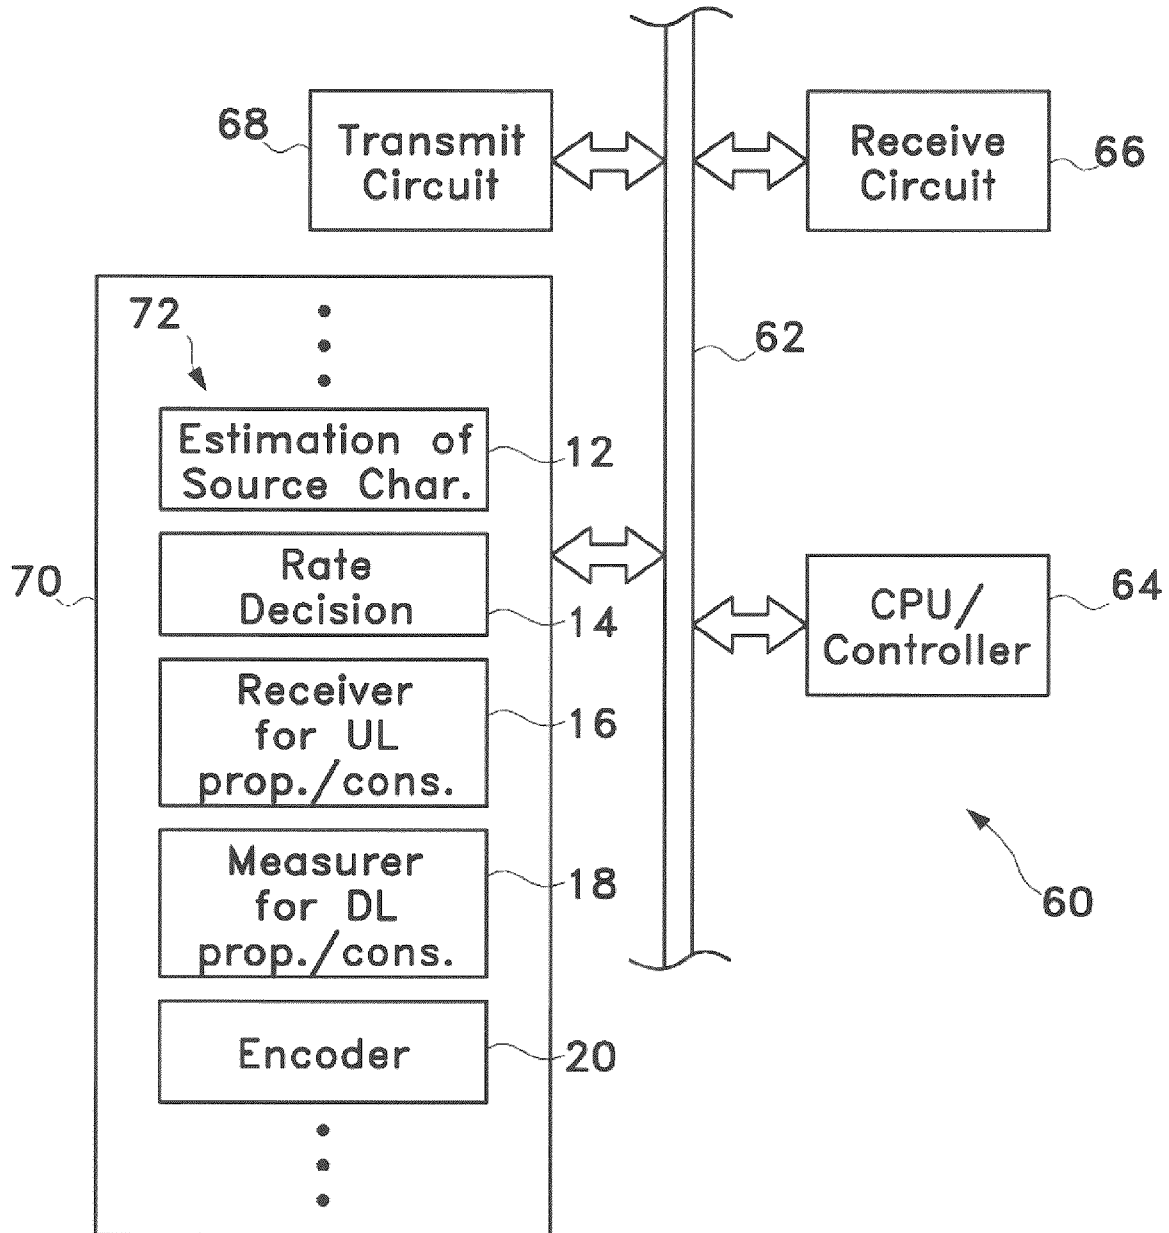 68
Transmit
Circuit
Receive
Circuit
66
72
62
Estimation of
Source Char.
12
70
Rate
Decision
14
CPU/
Controller
64
Receiver
for UL
prop./cons.
16
Measurer
for DL
prop./cons.
18
60
Encoder
20